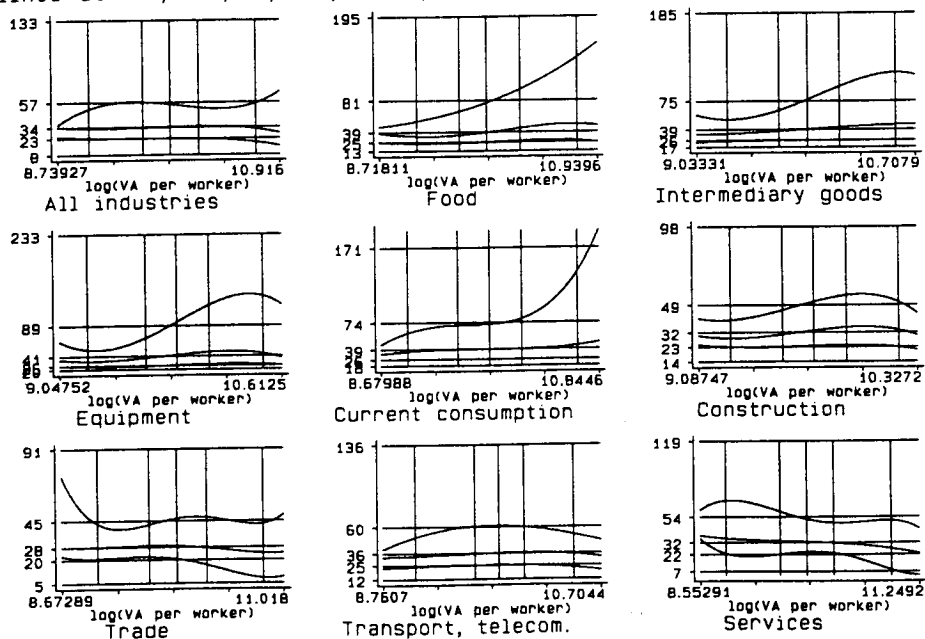 133
57
34
23
0
8.73927 10.916
log(VA per worker)
All industries
195
81
39
25
13
8.71811 10.9396
log(VA per worker)
Food
185
75
39
26
17
9.03331 10.7079
log(VA per worker)
Intermediary goods
233
89
41
9.04752 10.6125
log(VA per worker)
Equipment
171
74
39
26
18
8.67988 10.8446
log(VA per worker)
Current consumption
98
49
32
23
14
9.08747 10.3272
log(VA per worker)
Construction
91
45
28
20
5
8.67289 11.018
log(VA per worker)
Trade
136
60
36
25
12
8.7607 10.7044
log(VA per worker)
Transport, telecom.
119
54
32
22
7
8.55291 11.2492
log(VA per worker)
Services